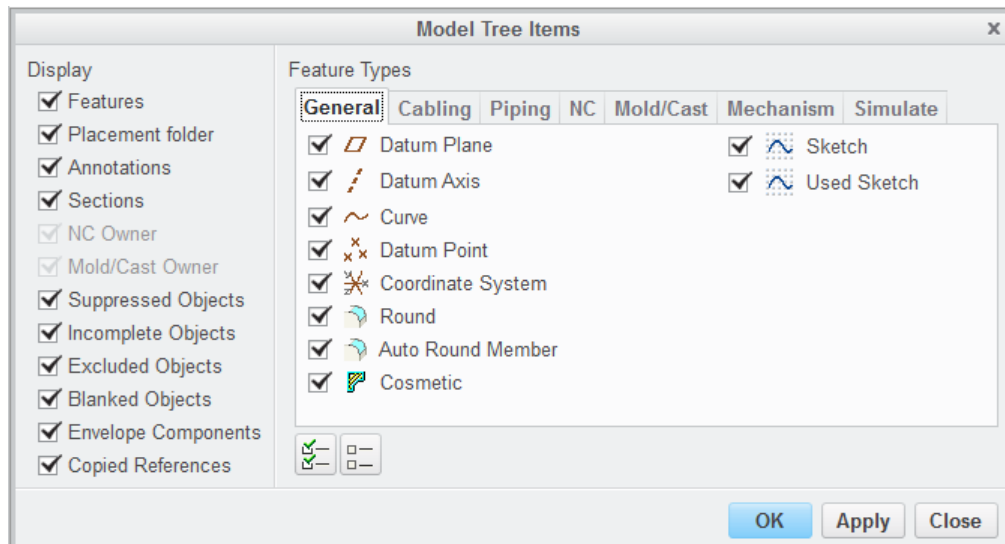 Model Tree Items x
Display
Features
Placement folder
Annotations
Sections
NC Owner
Mold/Cast Owner
Suppressed Objects
Incomplete Objects
Excluded Objects
Blanked Objects
Envelope Components
Copied References
Feature Types
General Cabling Piping NC Mold/Cast Mechanism Simulate
Datum Plane
Datum Axis
Curve
Datum Point
Coordinate System
Round
Auto Round Member
Cosmetic
Sketch
Used Sketch
OK Apply Close